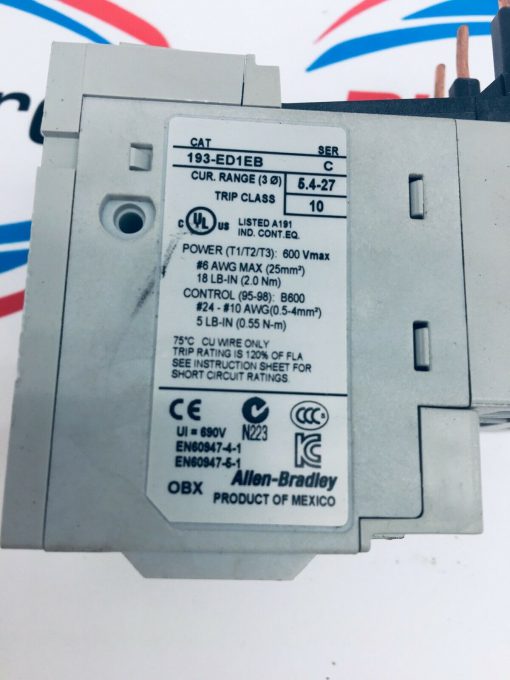 CAT SER
193-ED1EB C
CUR. RANGE (3 Ø) 5.4-27
TRIP CLASS 10
C UL US LISTED A191
IND. CONT.EQ.
POWER (T1/T2/T3): 600 Vmax
#6 AWG MAX (25mm²)
18 LB-IN (2.0 Nm)
CONTROL (95-98): B600
#24 - #10 AWG(0.5-4mm²)
5 LB-IN (0.55 N-m)
75°C CU WIRE ONLY
TRIP RATING IS 120% OF FLA
SEE INSTRUCTION SHEET FOR
SHORT CIRCUIT RATINGS.
CE N223 CCC S
UI = 690V
EN60947-4-1
EN60947-5-1
Allen-Bradley
OBX PRODUCT OF MEXICO